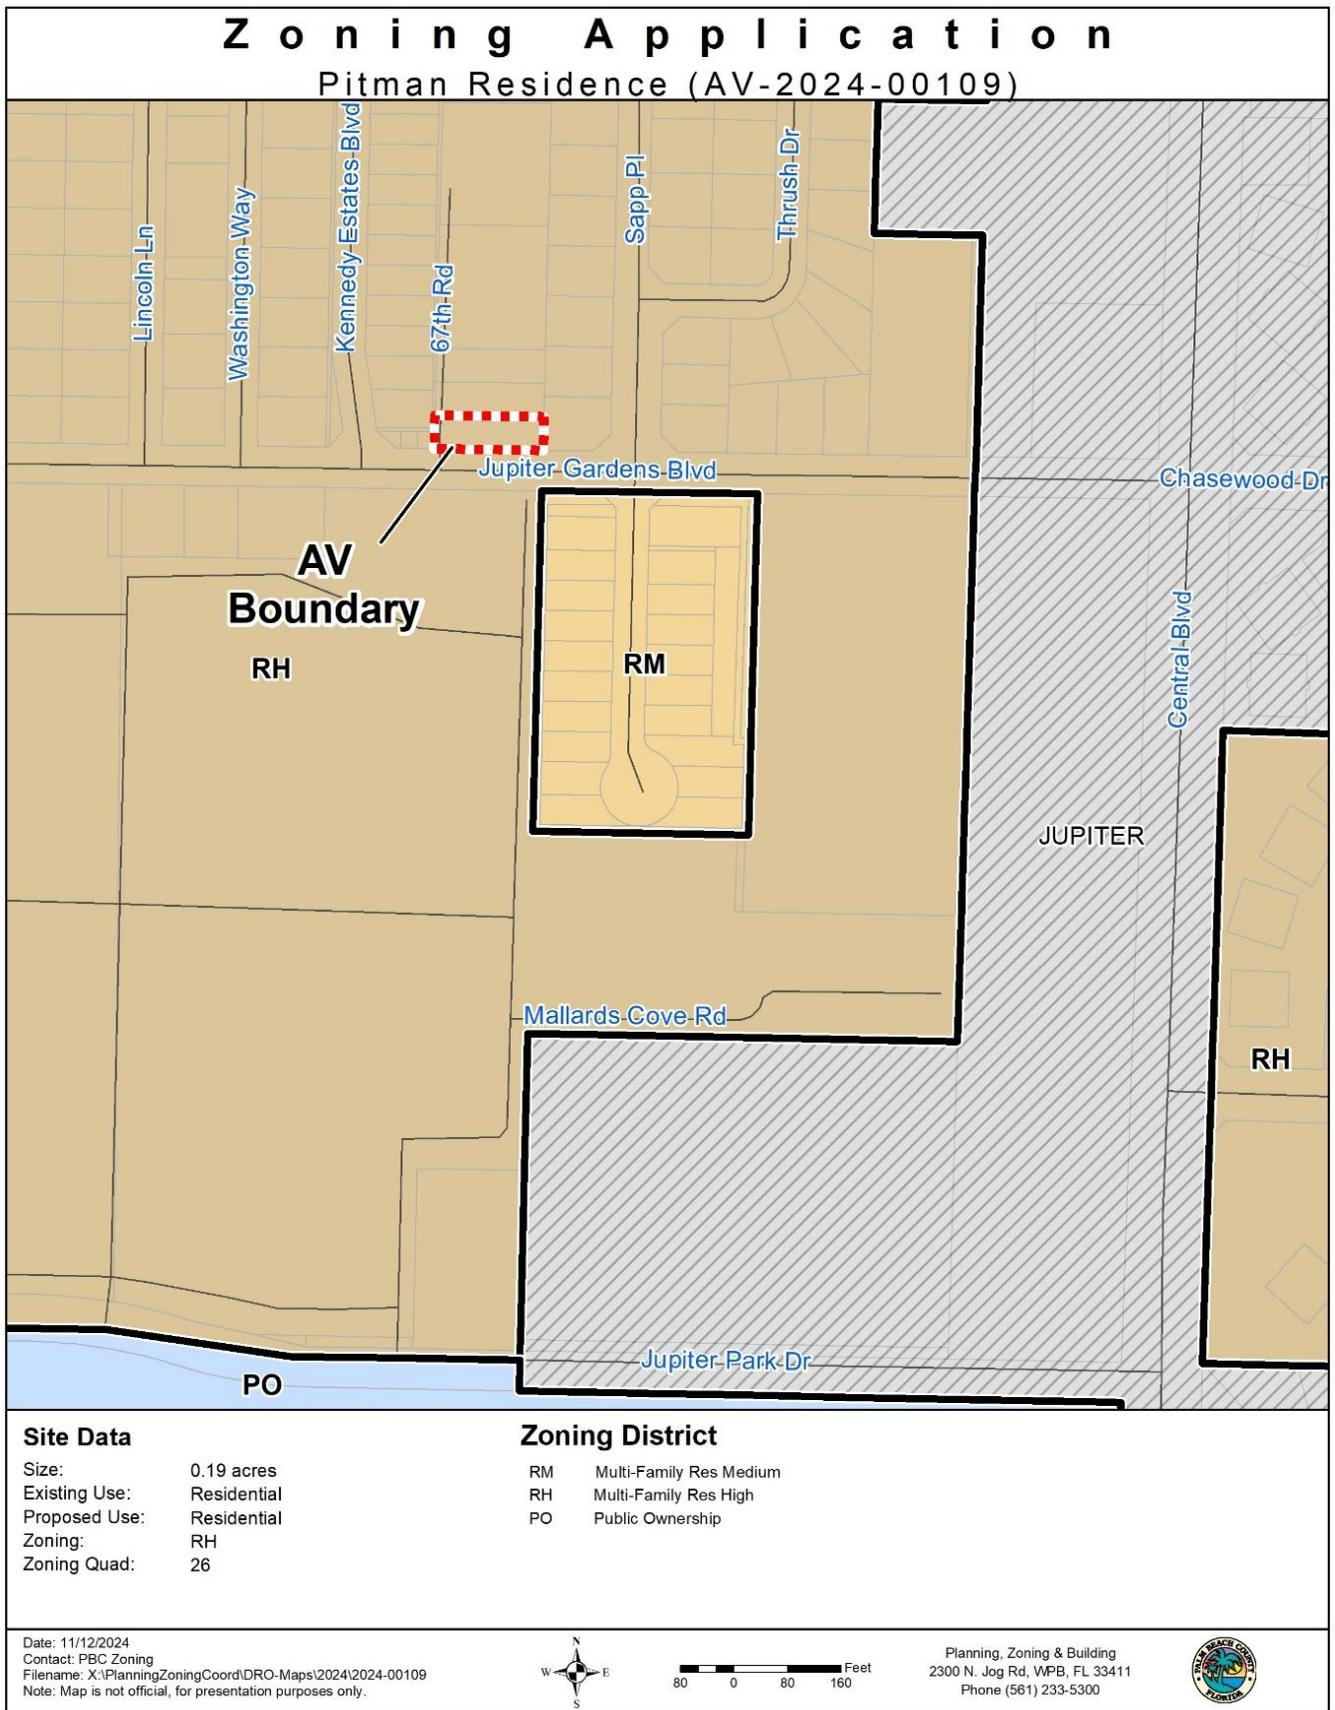 Zoning Application
Pitman Residence (AV-2024-00109)
Lincoln Ln
Washington Way
Kennedy Estates Blvd
67th Rd
Sapp Pl
Thrush Dr
Jupiter Gardens Blvd
Chasewood Dr
AV
Boundary
RH
RM
Central Blvd
JUPITER
Mallards Cove Rd
RH
Jupiter Park Dr
PO
Site Data
Size: 0.19 acres
Existing Use: Residential
Proposed Use: Residential
Zoning: RH
Zoning Quad: 26
Zoning District
RM Multi-Family Res Medium
RH Multi-Family Res High
PO Public Ownership
Date: 11/12/2024
Contact: PBC Zoning
Filename: X:\PlanningZoningCoord\DRO-Maps\2024\2024-00109
Note: Map is not official, for presentation purposes only.
N
W E
S
Feet
80 0 80 160
Planning, Zoning & Building
2300 N. Jog Rd, WPB, FL 33411
Phone (561) 233-5300
PALM BEACH COUNTY
FLORIDA